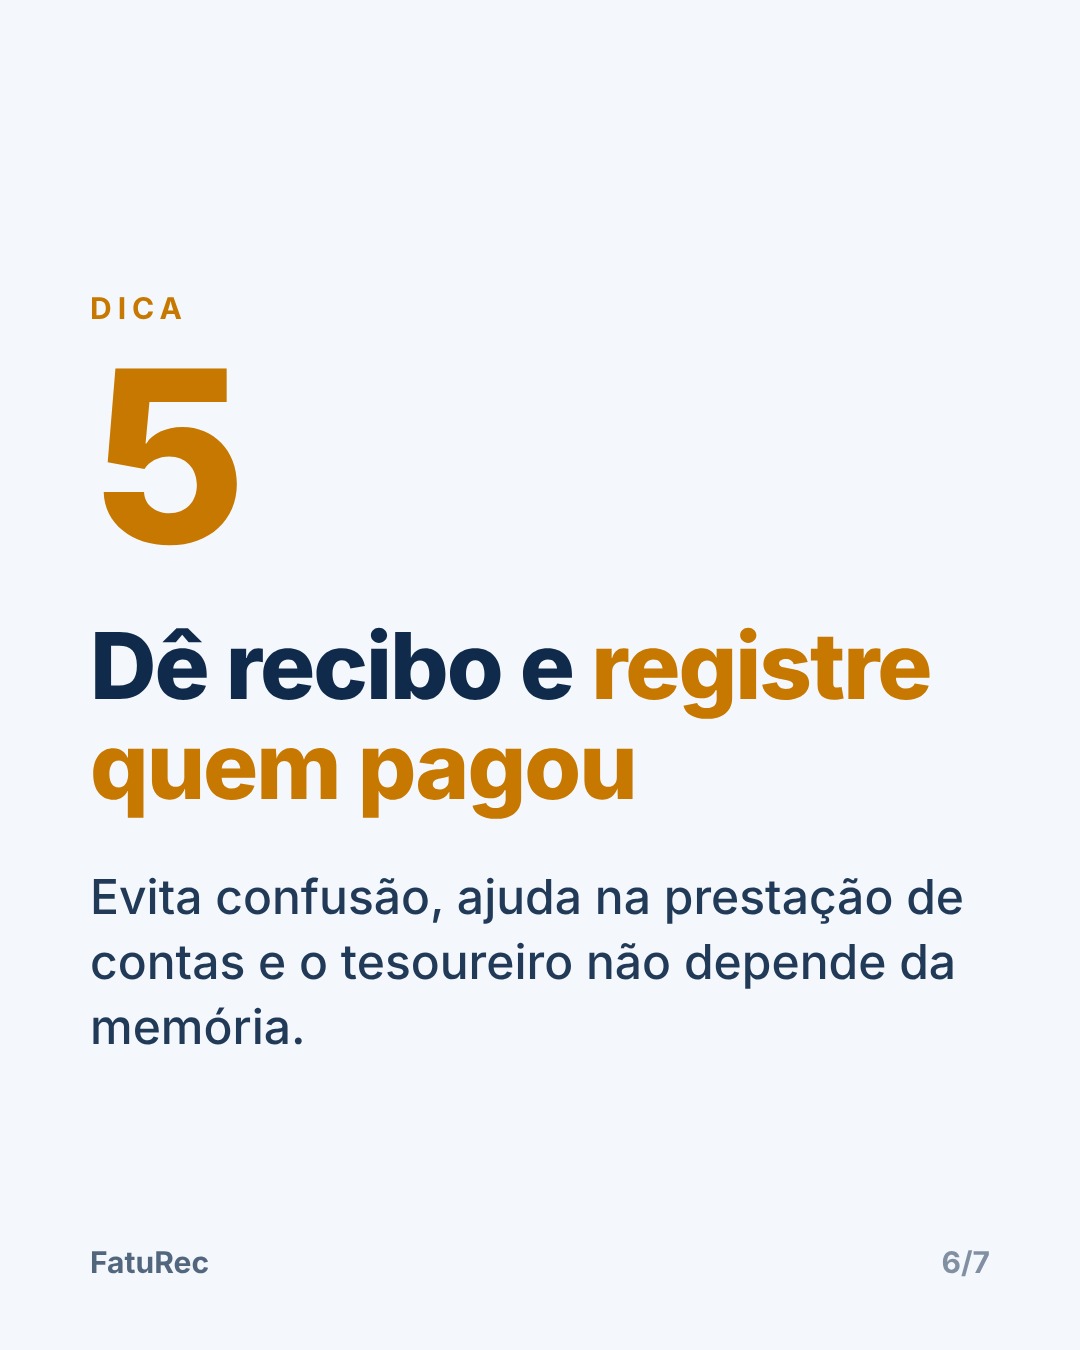 DICA
5
Dê recibo e registre
quem pagou
Evita confusão, ajuda na prestação de
contas e o tesoureiro não depende da
memória.
FatuRec
6/7